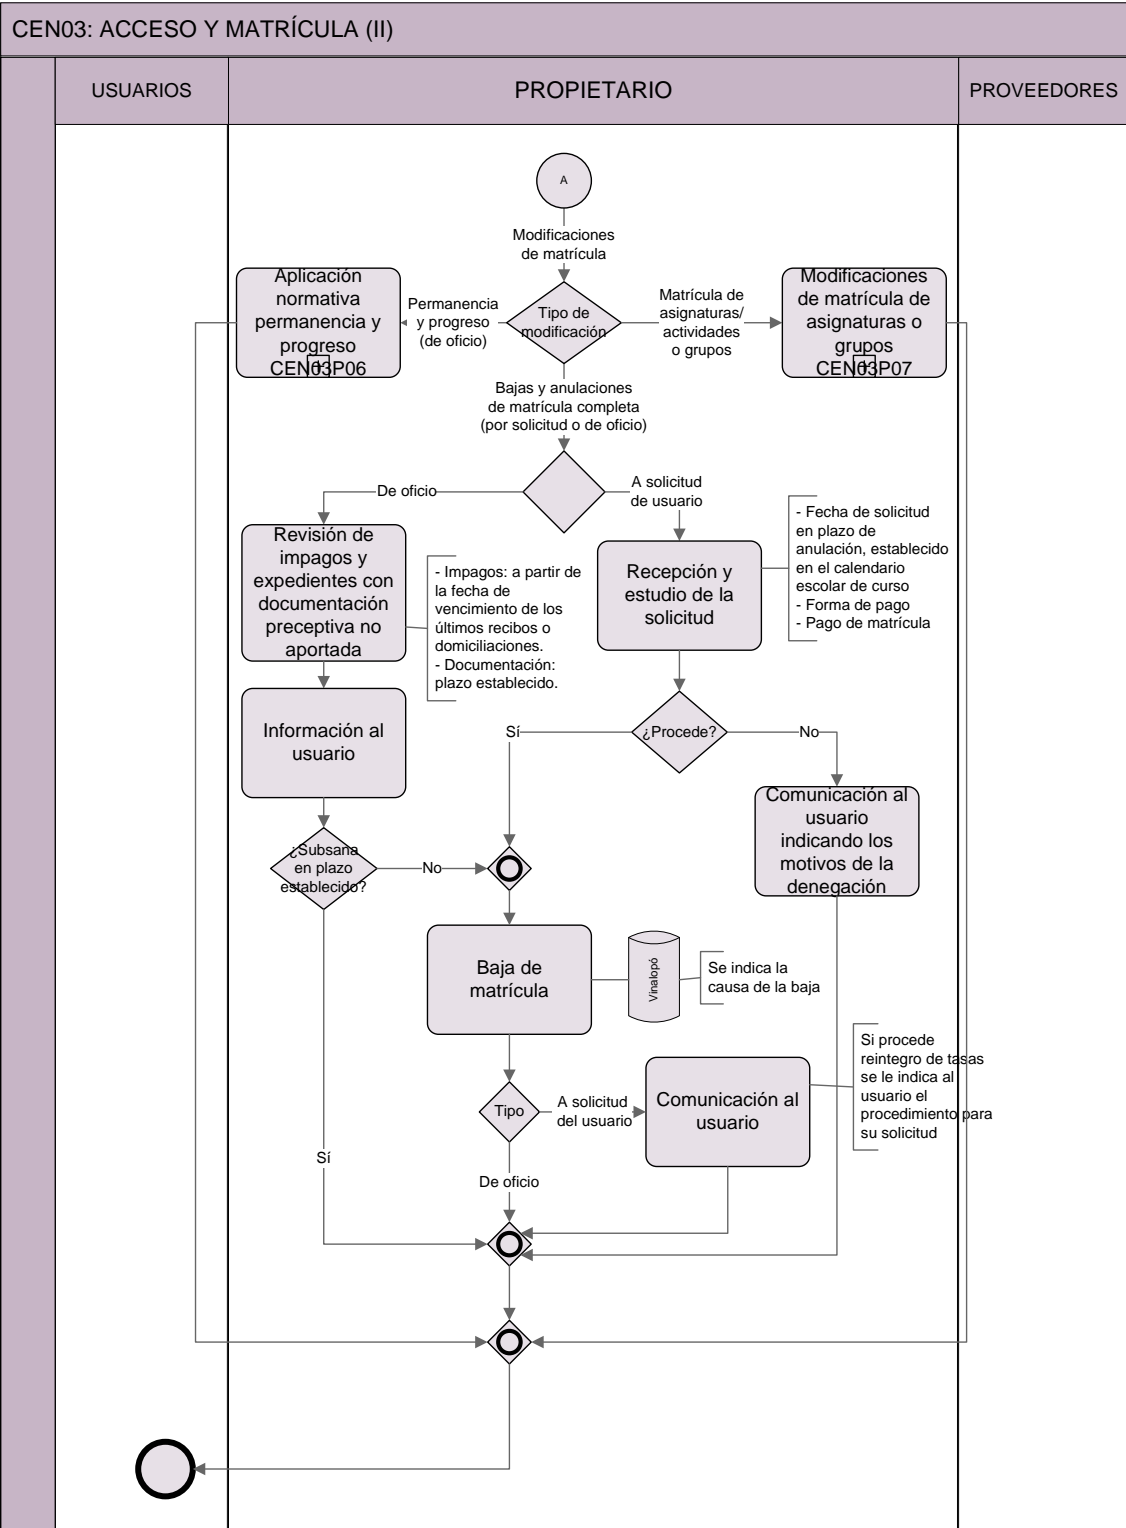 CEN03: ACCESO Y MATRÍCULA (II)
USUARIOS
PROPIETARIO
PROVEEDORES
A
Modificaciones
de matrícula
Aplicación
normativa
permanencia y
progreso
CEN03P06
Permanencia
y progreso
(de oficio)
Tipo de
modificación
Matrícula de
asignaturas/
actividades
o grupos
Modificaciones
de matrícula de
asignaturas o
grupos
CEN03P07
Bajas y anulaciones
de matrícula completa
(por solicitud o de oficio)
De oficio
A solicitud
de usuario
Revisión de
impagos y
expedientes con
documentación
preceptiva no
aportada
- Impagos: a partir de
la fecha de
vencimiento de los
últimos recibos o
domiciliaciones.
- Documentación:
plazo establecido.
Recepción y
estudio de la
solicitud
- Fecha de solicitud
en plazo de
anulación, establecido
en el calendario
escolar de curso
- Forma de pago
- Pago de matrícula
Información al
usuario
Sí
¿Procede?
No
Comunicación al
usuario
indicando los
motivos de la
denegación
¿Subsana
en plazo
establecido?
No
Baja de
matrícula
Vinalopó
Se indica la
causa de la baja
Si procede
reintegro de tasas
se le indica al
usuario el
procedimiento para
su solicitud
Tipo
A solicitud
del usuario
Comunicación al
usuario
Sí
De oficio